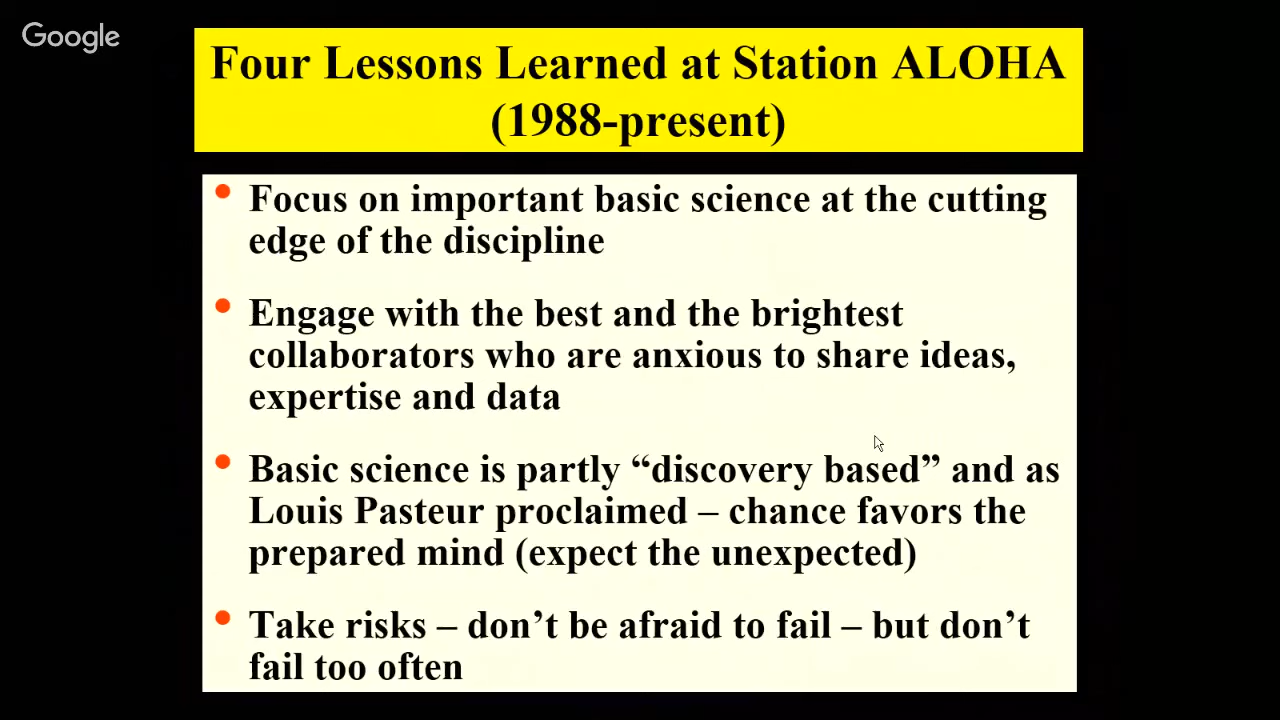 Google
Four Lessons Learned at Station ALOHA
(1988-present)
• Focus on important basic science at the cutting
edge of the discipline
• Engage with the best and the brightest
collaborators who are anxious to share ideas,
expertise and data
• Basic science is partly “discovery based” and as
Louis Pasteur proclaimed – chance favors the
prepared mind (expect the unexpected)
• Take risks – don’t be afraid to fail – but don’t
fail too often